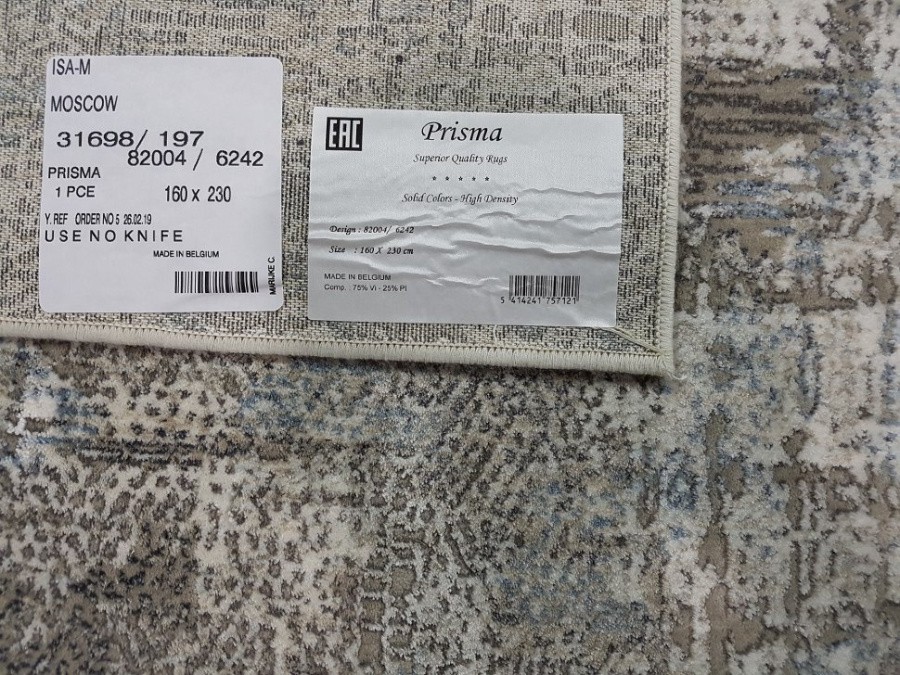 ISA-M
MOSCOW
31698/ 197
82004 / 6242
PRISMA
1 PCE 160 x 230
Y. REF ORDER NO 5 26.02.19
USE NO KNIFE
MADE IN BELGIUM
MARIJKE C.
EAC
Prisma
Superior Quality Rugs
* * * * *
Solid Colors - High Density
Design : 82004/ 6242
Size : 160 X 230 cm
MADE IN BELGIUM
Comp. : 75% Vi - 25% Pl
5 414241 757121